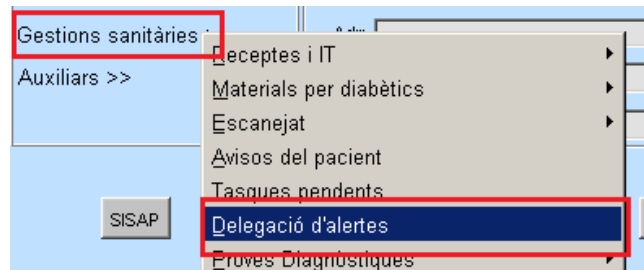 Gestions sanitàries
Auxiliars >>
Receptes i IT
Materials per diabètics
Escanejat
Avisos del pacient
Tasques pendents
Delegació d'alertes
Proves Diagnòstiques
SISAP